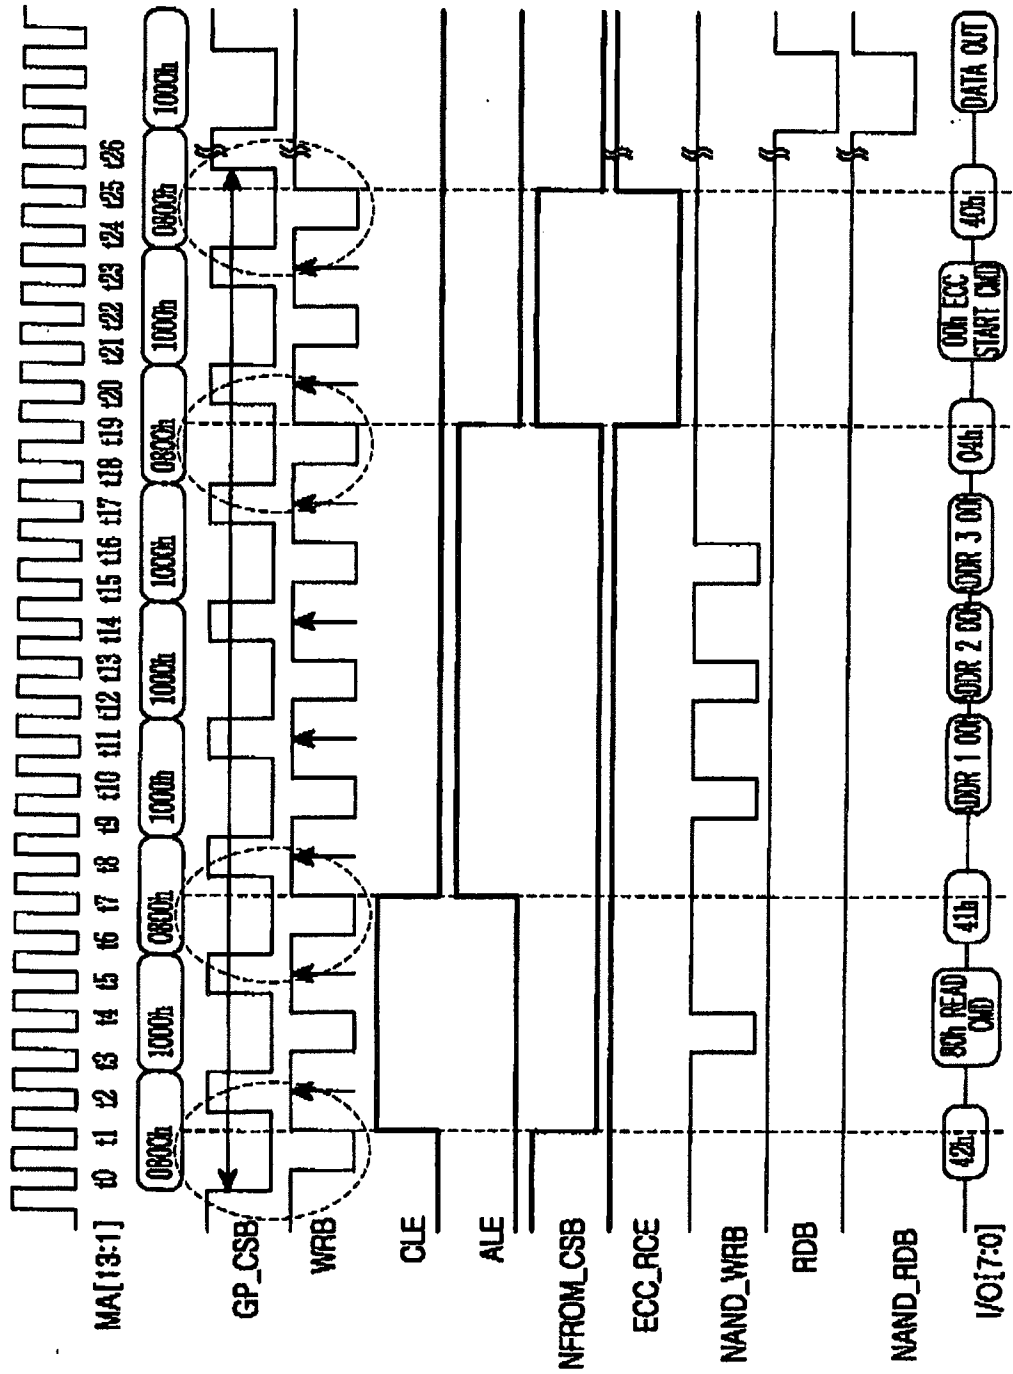 t0 t1 t2 t3 t4 t5 t6 t7 t8 t9 t10 t11 t12 t13 t14 t15 t16 t17 t18 t19 t20 t21 t22 t23 t24 t25 t26
MA[13:1] 0800h 1000h 0800h 1000h 1000h 1000h 0800h 1000h 0800h 1000h
GP_CSB
WRB
CLE
ALE
NFROM_CSB
ECC_RCE
NAND_WRB
RDB
NAND_RDB
I/O[7:0] 42h 80h READ CMD 41h ADDR 1 00h ADDR 2 00h ADDR 3 00h 04h 00h ECC START CMD 40h DATA OUT